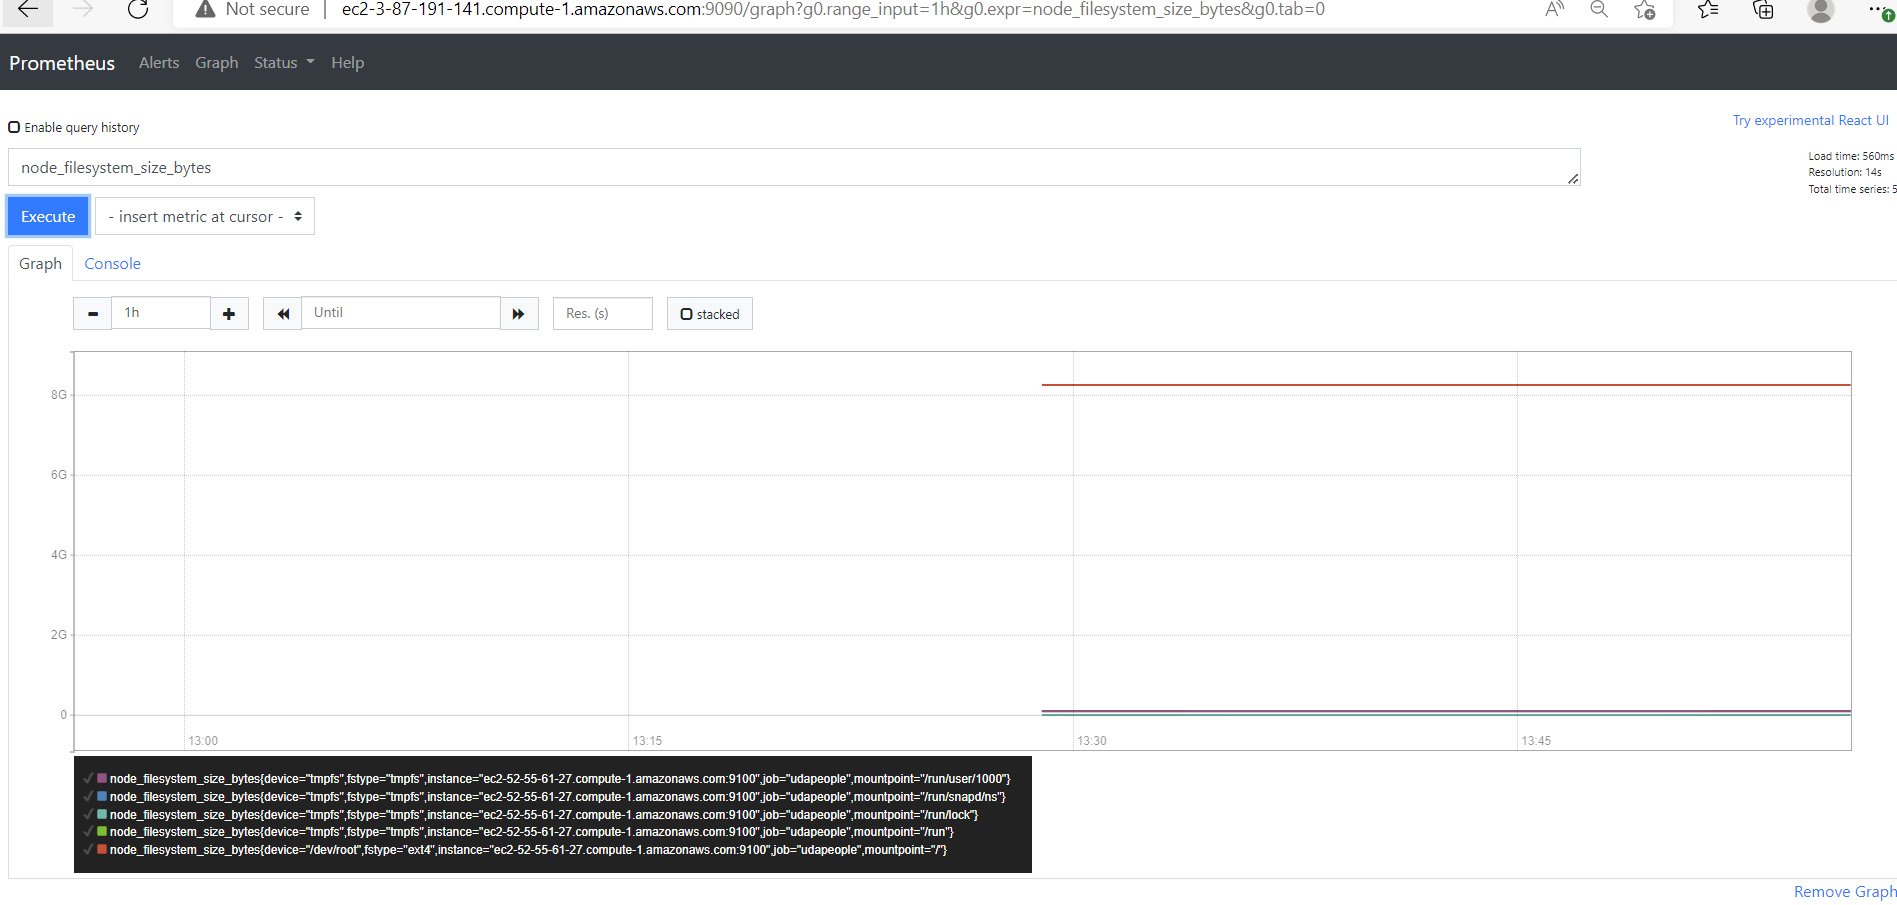 Not secure | ec2-3-87-191-141.compute-1.amazonaws.com:9090/graph?g0.range_input=1h&g0.expr=node_filesystem_size_bytes&g0.tab=0
Prometheus Alerts Graph Status Help
Enable query history
Try experimental React UI
node_filesystem_size_bytes
Load time: 560ms
Resolution: 14s
Total time series: 5
Execute - insert metric at cursor -
Graph Console
1h Until Res. (s) stacked
8G
6G
4G
2G
0
13:00 13:15 13:30 13:45
node_filesystem_size_bytes{device="tmpfs",fstype="tmpfs",instance="ec2-52-55-61-27.compute-1.amazonaws.com:9100",job="udapeople",mountpoint="/run/user/1000"}
node_filesystem_size_bytes{device="tmpfs",fstype="tmpfs",instance="ec2-52-55-61-27.compute-1.amazonaws.com:9100",job="udapeople",mountpoint="/run/snapd/ns"}
node_filesystem_size_bytes{device="tmpfs",fstype="tmpfs",instance="ec2-52-55-61-27.compute-1.amazonaws.com:9100",job="udapeople",mountpoint="/run/lock"}
node_filesystem_size_bytes{device="tmpfs",fstype="tmpfs",instance="ec2-52-55-61-27.compute-1.amazonaws.com:9100",job="udapeople",mountpoint="/run"}
node_filesystem_size_bytes{device="/dev/root",fstype="ext4",instance="ec2-52-55-61-27.compute-1.amazonaws.com:9100",job="udapeople",mountpoint="/"}
Remove Graph